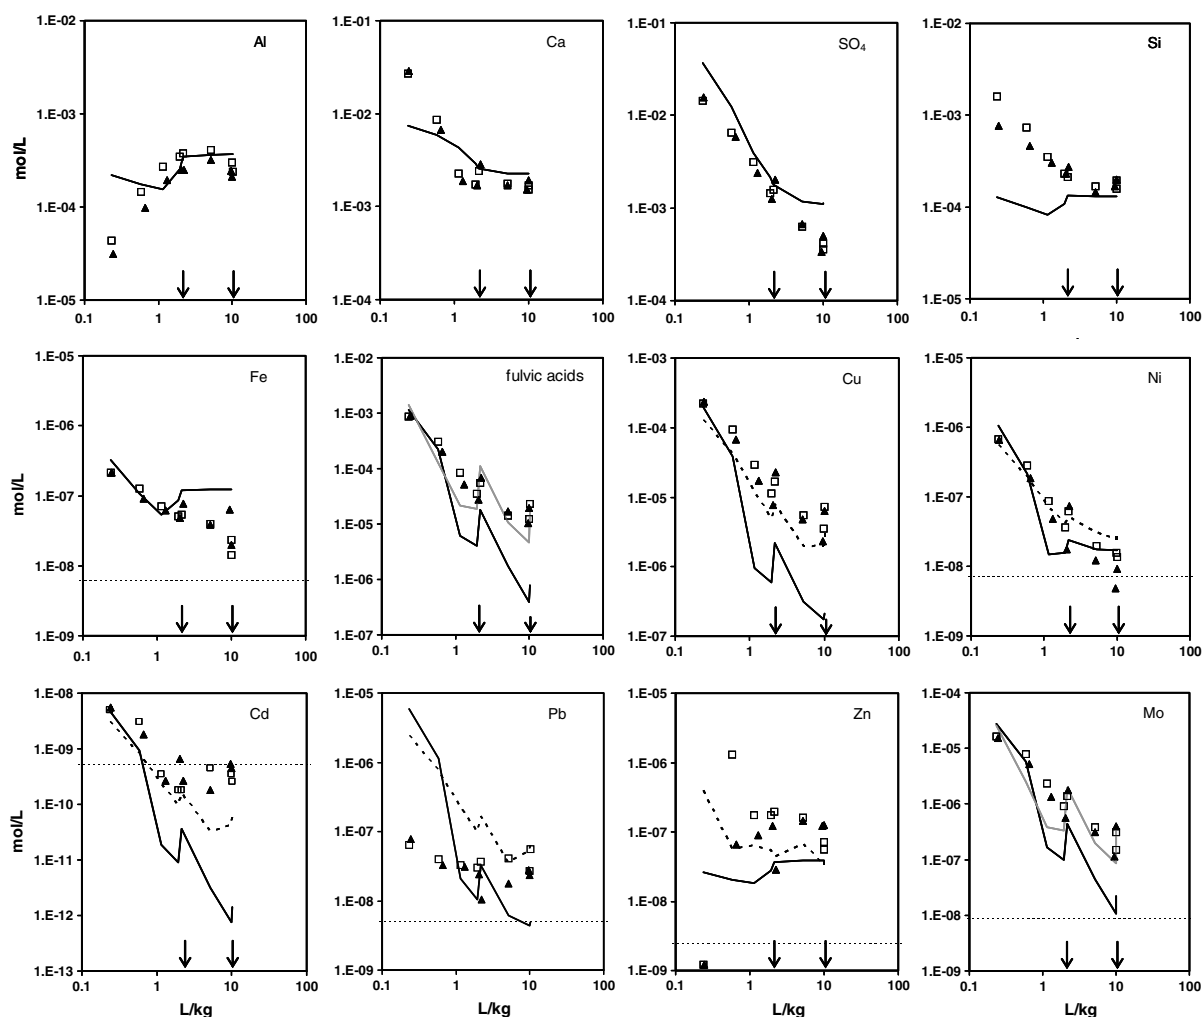 1.E-02
1.E-03
1.E-04
1.E-05
0.1
1
10
100
mol/L
Al
1.E-01
1.E-02
1.E-03
1.E-04
0.1
1
10
100
Ca
1.E-01
1.E-02
1.E-03
1.E-04
0.1
1
10
100
SO4
1.E-02
1.E-03
1.E-04
1.E-05
0.1
1
10
100
Si
1.E-05
1.E-06
1.E-07
1.E-08
1.E-09
0.1
1
10
100
mol/L
Fe
1.E-02
1.E-03
1.E-04
1.E-05
1.E-06
1.E-07
0.1
1
10
100
fulvic acids
1.E-03
1.E-04
1.E-05
1.E-06
1.E-07
0.1
1
10
100
Cu
1.E-05
1.E-06
1.E-07
1.E-08
1.E-09
0.1
1
10
100
Ni
1.E-08
1.E-09
1.E-10
1.E-11
1.E-12
1.E-13
0.1
1
10
100
mol/L
L/kg
Cd
1.E-05
1.E-06
1.E-07
1.E-08
1.E-09
0.1
1
10
100
L/kg
Pb
1.E-05
1.E-06
1.E-07
1.E-08
1.E-09
0.1
1
10
100
L/kg
Zn
1.E-04
1.E-05
1.E-06
1.E-07
1.E-08
1.E-09
0.1
1
10
100
L/kg
Mo